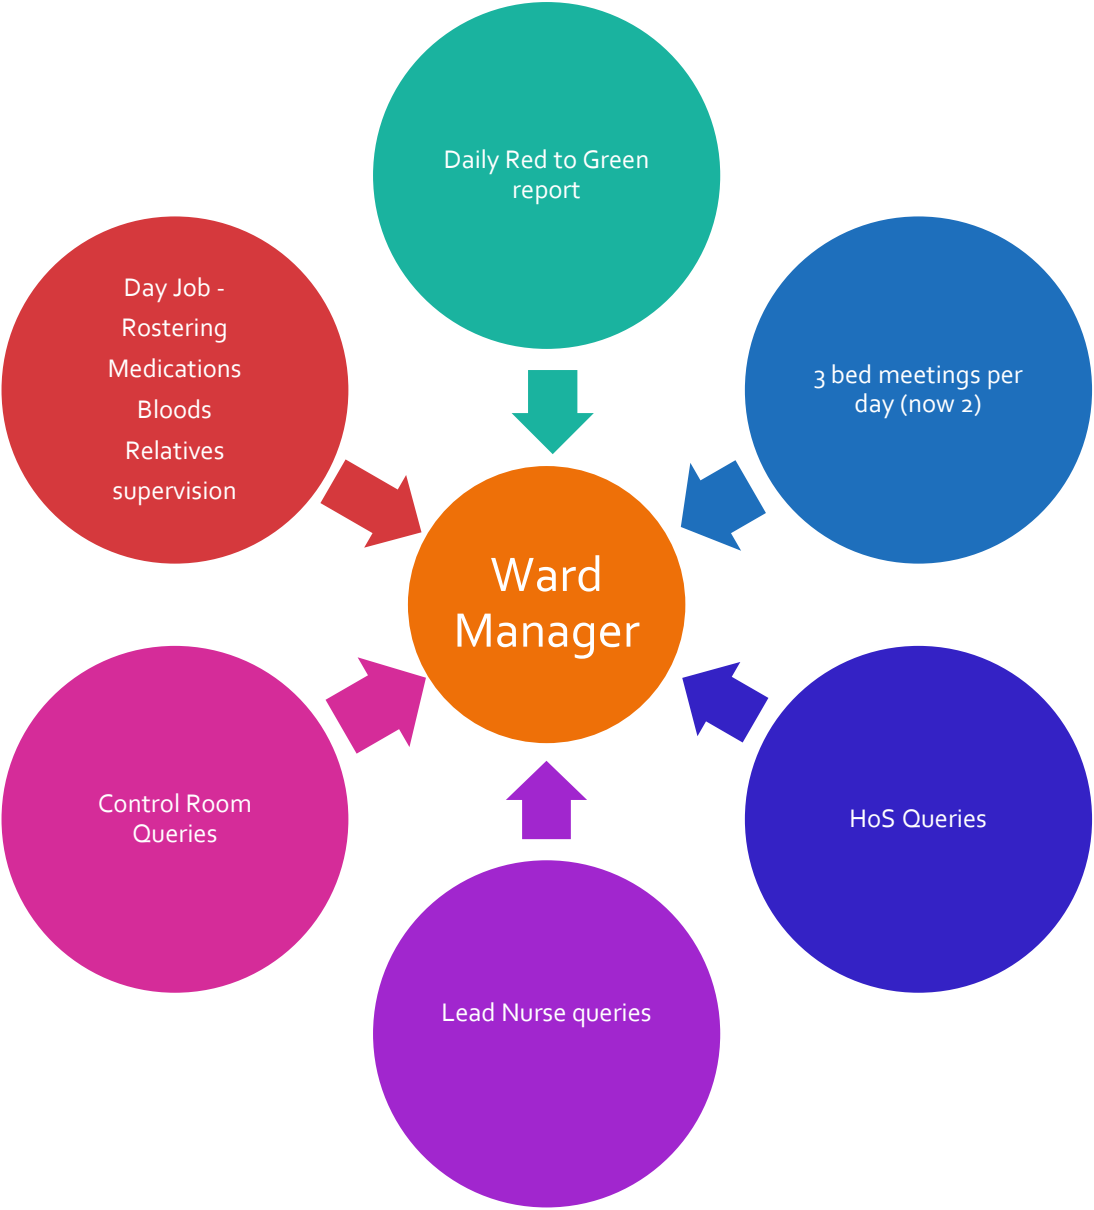 Daily Red to Green
report
Day Job -
Rostering
Medications
Bloods
Relatives
supervision
3 bed meetings per
day (now 2)
Ward
Manager
Control Room
Queries
HoS Queries
Lead Nurse queries